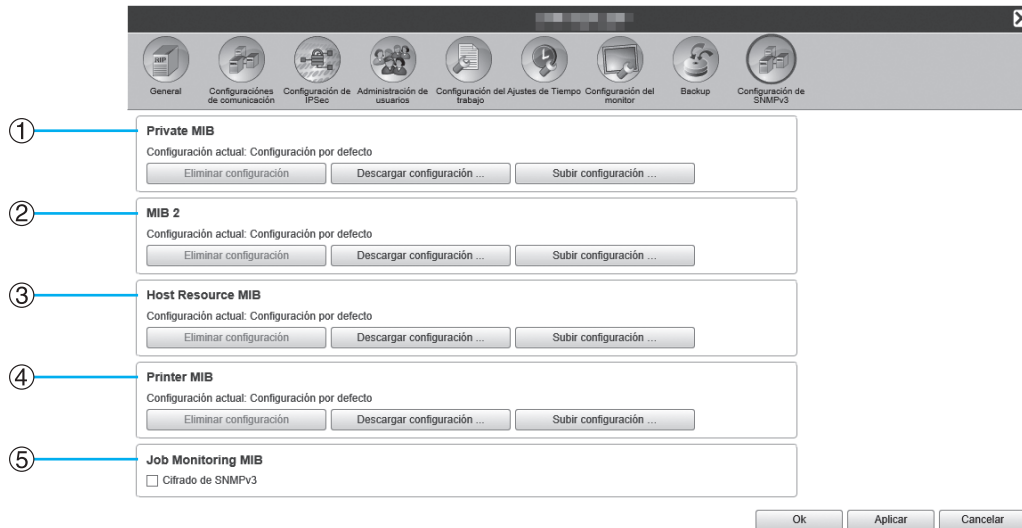 RIIP
General
Configuraciónes de comunicación
Configuración de IPSec
Administración de usuarios
Configuración del trabajo
Ajustes de Tiempo
Configuración del monitor
Backup
Configuración de SNMPv3
① Private MIB
Configuración actual: Configuración por defecto
Eliminar configuración Descargar configuración ... Subir configuración ...
② MIB 2
Configuración actual: Configuración por defecto
Eliminar configuración Descargar configuración ... Subir configuración ...
③ Host Resource MIB
Configuración actual: Configuración por defecto
Eliminar configuración Descargar configuración ... Subir configuración ...
④ Printer MIB
Configuración actual: Configuración por defecto
Eliminar configuración Descargar configuración ... Subir configuración ...
⑤ Job Monitoring MIB
Cifrado de SNMPv3
Ok Aplicar Cancelar